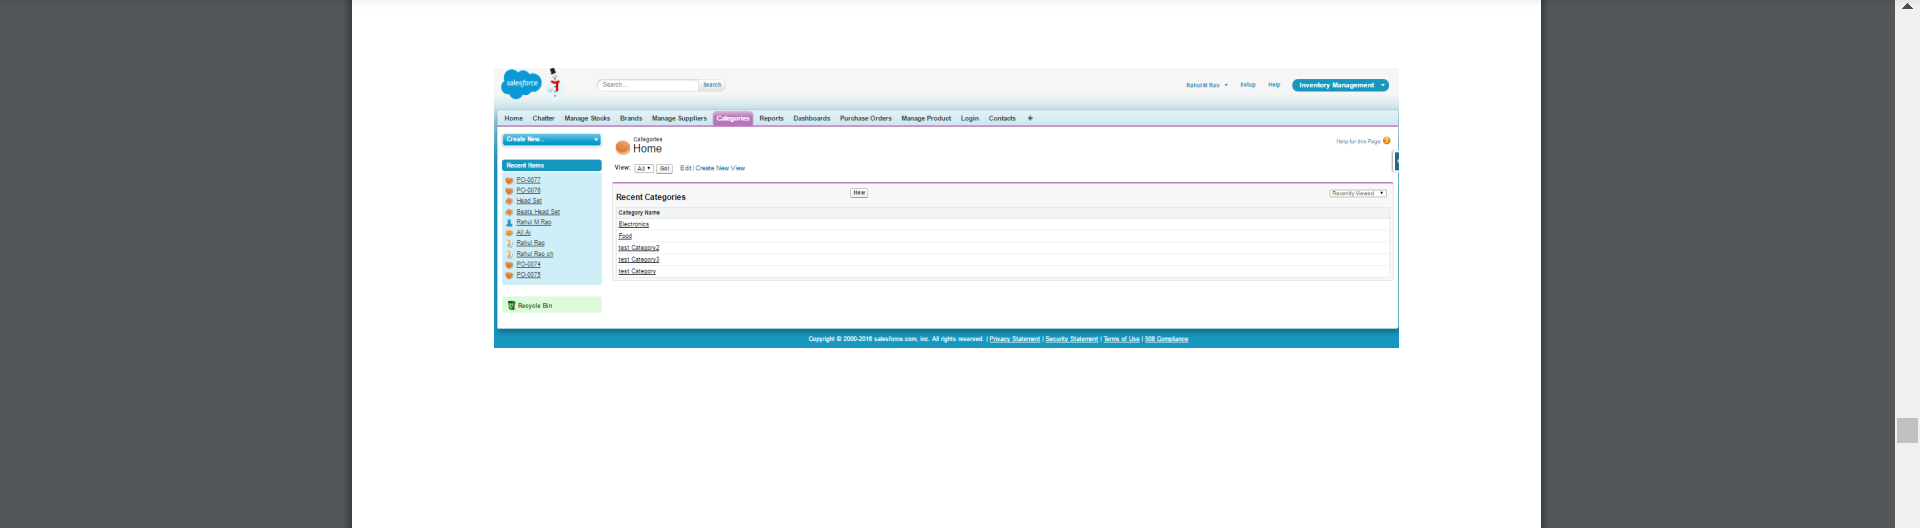 salesforce
Search...
Search
Rahul M Rao
Setup
Help
Inventory Management
Home Chatter Manage Stocks Brands Manage Suppliers Categories Reports Dashboards Purchase Orders Manage Product Login Contacts +
Create New...
Categories
Home
Help for this Page ?
View: All Go! Edit | Create New View
Recent Items
PO-0077
PO-0076
Head Set
Beats Head Set
Rahul M Rao
All Ai
Rahul Rao
Rahul Rao ch
PO-0074
PO-0075
Recycle Bin
Recent Categories
New
Recently Viewed
Category Name
Electronics
Food
test Category2
test Category3
test Category
Copyright © 2000-2016 salesforce.com, inc. All rights reserved. | Privacy Statement | Security Statement | Terms of Use | 508 Compliance